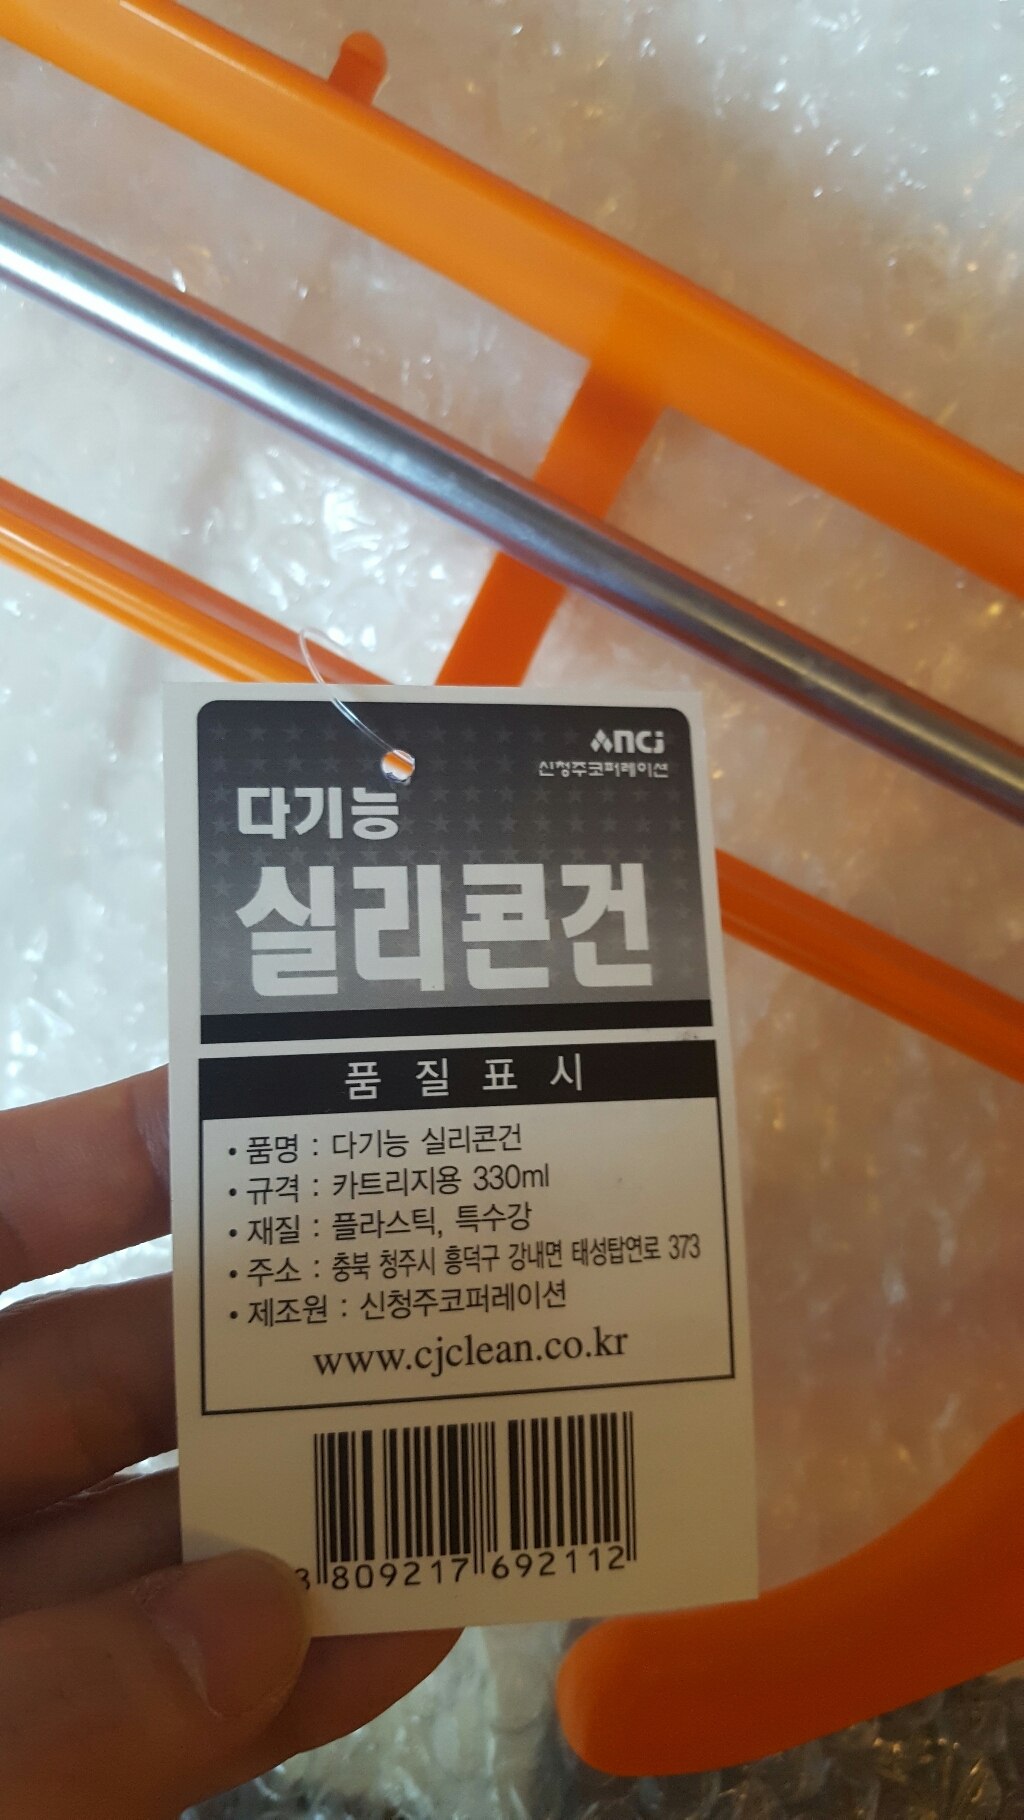 ncj
신청주코퍼레이션
다기능
실리콘건
품질표시
• 품명 : 다기능 실리콘건
• 규격 : 카트리지용 330ml
• 재질 : 플라스틱, 특수강
• 주소 : 충북 청주시 흥덕구 강내면 태성탑연로 373
• 제조원 : 신청주코퍼레이션
www.cjclean.co.kr
8 809217 692112